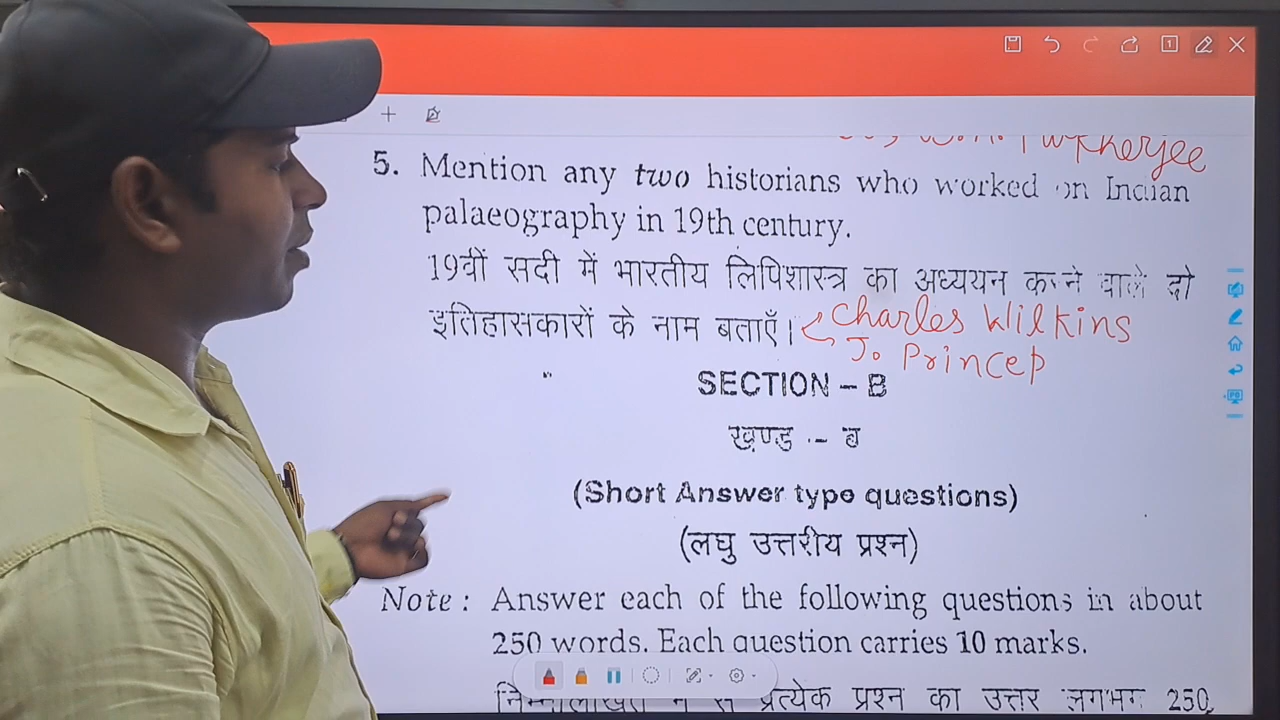 Mukherjee
5. Mention any two historians who worked on Indian
palaeography in 19th century.
19वीं सदी में भारतीय लिपिशास्त्र का अध्ययन करने वाले दो
इतिहासकारों के नाम बताएँ। Charles Wilkins
J. Princep
SECTION – B
खण्ड – ब
(Short Answer type questions)
(लघु उत्तरीय प्रश्न)
Note : Answer each of the following questions in about
250 words. Each question carries 10 marks.
निम्नलिखित में से प्रत्येक प्रश्न का उत्तर लगभग 250